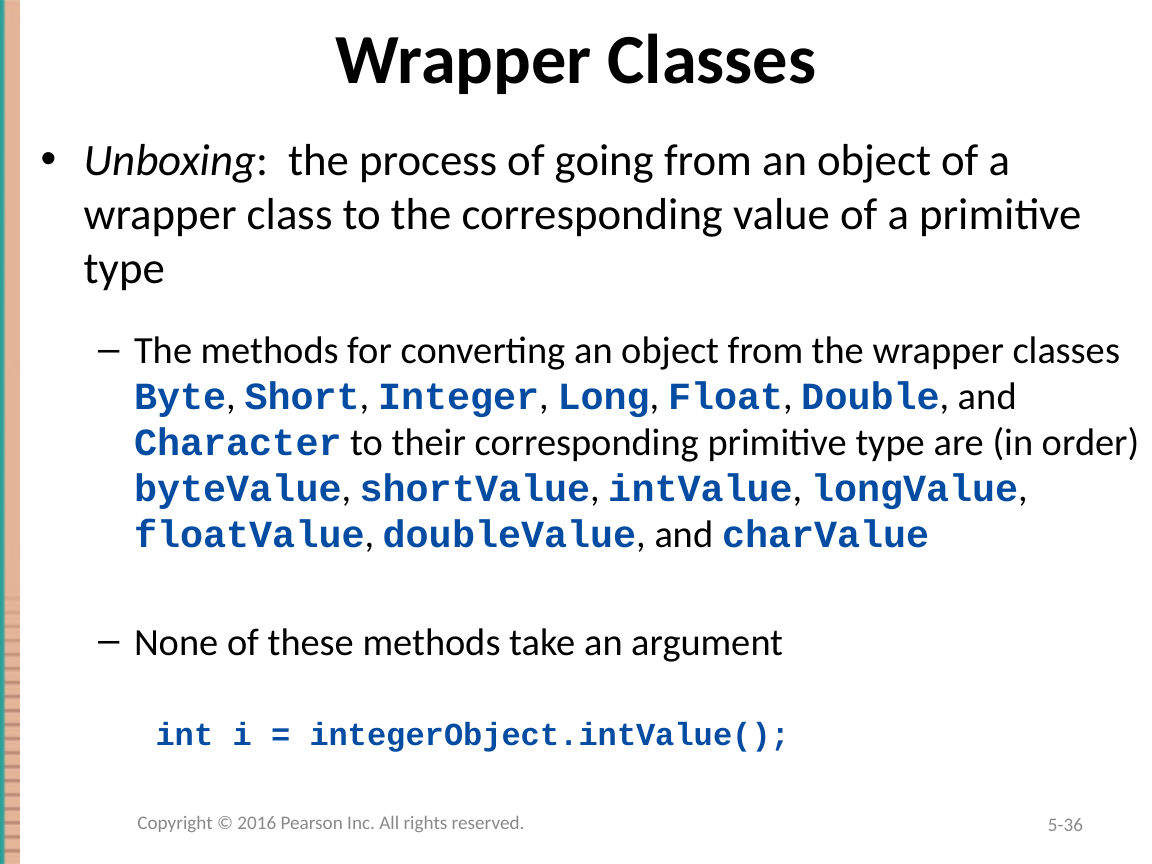 Wrapper Classes
• Unboxing:  the process of going from an object of a
wrapper class to the corresponding value of a primitive
type
– The methods for converting an object from the wrapper classes
Byte, Short, Integer, Long, Float, Double, and
Character to their corresponding primitive type are (in order)
byteValue, shortValue, intValue, longValue,
floatValue, doubleValue, and charValue
– None of these methods take an argument
int i = integerObject.intValue();
Copyright © 2016 Pearson Inc. All rights reserved.
5-36